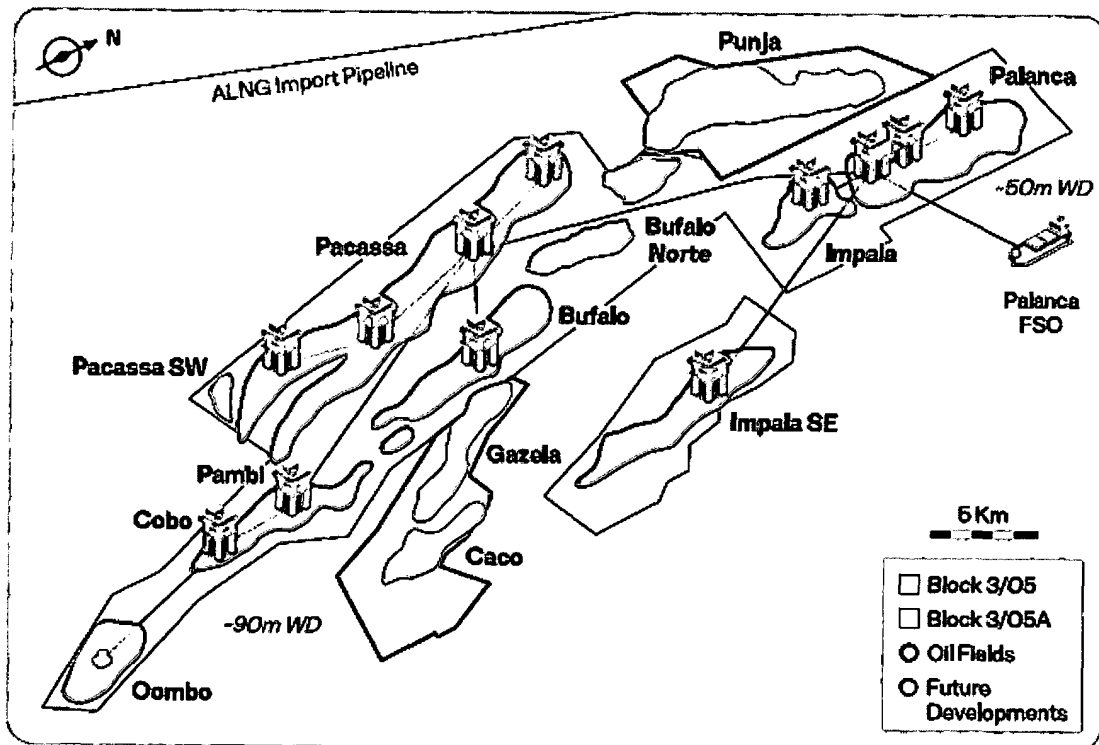 N
ALNG Import Pipeline
Punja
Palanca
~50m WD
Pacassa
Bufalo
Norte
Impala
Palanca
FSO
Bufalo
Pacassa SW
Impala SE
Gazela
Pambi
Cobo
Caco
5 Km
~90m WD
Oombo
Block 3/05
Block 3/05A
Oil Fields
Future
Developments